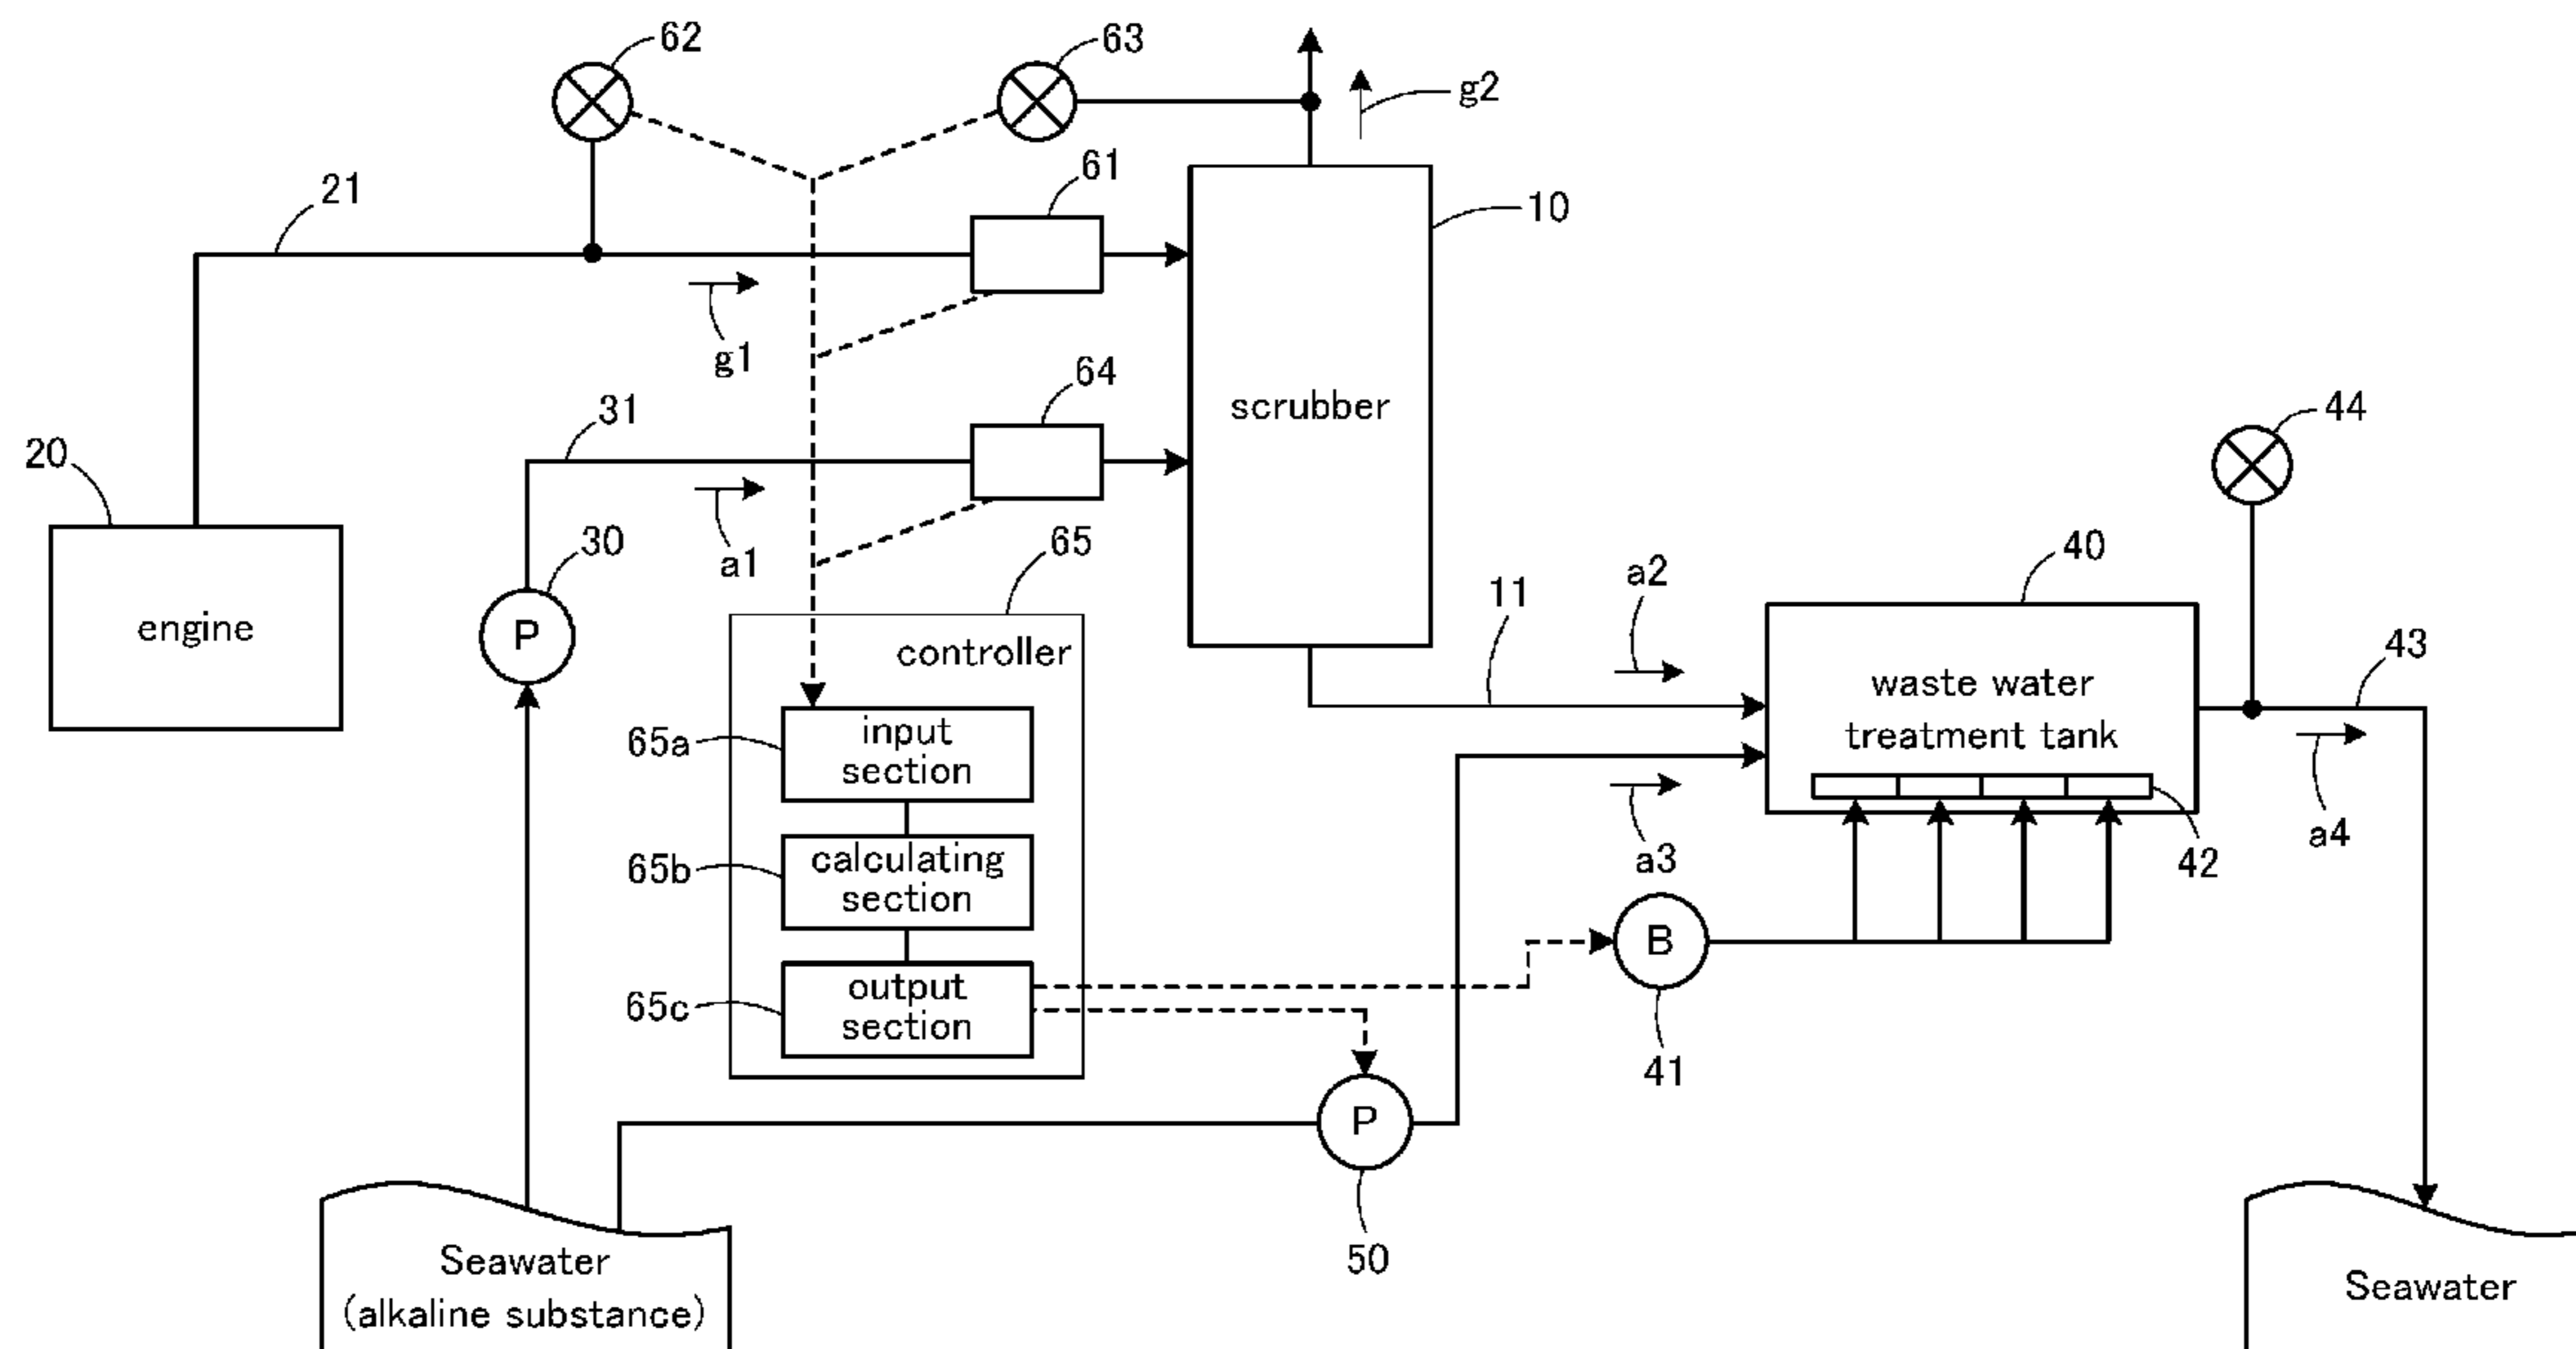 62
63
g2
61
21
10
g1
64
31
scrubber
44
20
a1
30
65
40
a2
11
engine
P
controller
43
waste water
treatment tank
input
section
65a
a3
a4
42
calculating
section
65b
B
output
section
65c
41
P
50
Seawater
(alkaline substance)
Seawater